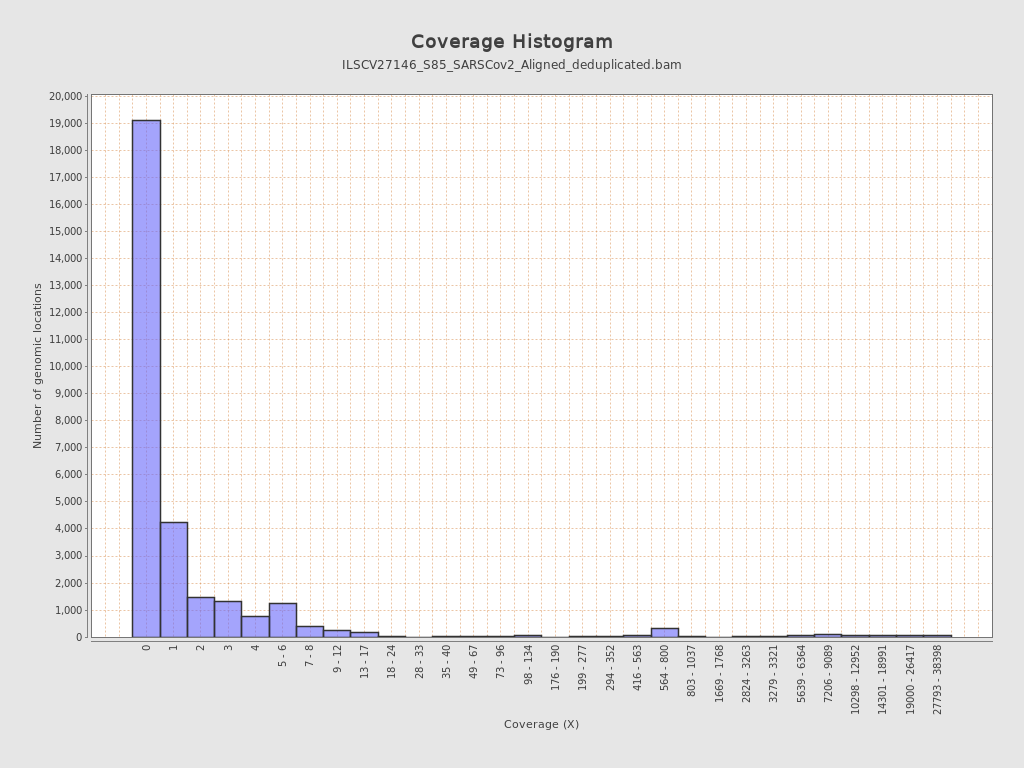 Coverage Histogram
ILSCV27146_S85_SARSCov2_Aligned_deduplicated.bam
Number of genomic locations
20,000
19,000
18,000
17,000
16,000
15,000
14,000
13,000
12,000
11,000
10,000
9,000
8,000
7,000
6,000
5,000
4,000
3,000
2,000
1,000
0
0
1
2
3
4
5 - 6
7 - 8
9 - 12
13 - 17
18 - 24
28 - 33
35 - 40
49 - 67
73 - 96
98 - 134
176 - 190
199 - 277
294 - 352
416 - 563
564 - 800
803 - 1037
1669 - 1768
2824 - 3263
3279 - 3321
5639 - 6364
7206 - 9089
10298 - 12952
14301 - 18991
19000 - 26417
27793 - 38398
Coverage (X)